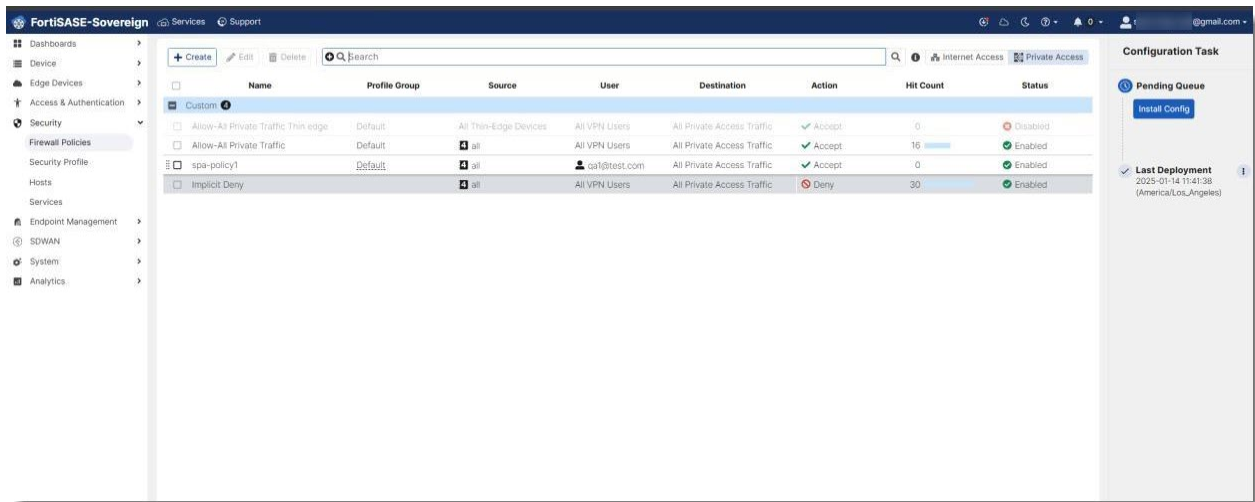 FortiSASE-Sovereign Services Support 0 @gmail.com
Dashboards
Device
Edge Devices
Access & Authentication
Security
Firewall Policies
Security Profile
Hosts
Services
Endpoint Management
SDWAN
System
Analytics
Create Edit Delete Search Internet Access Private Access
Name Profile Group Source User Destination Action Hit Count Status
Custom 4
Allow-All Private Traffic Thin edge Default All Thin-Edge Devices All VPN Users All Private Access Traffic Accept 0 Disabled
Allow-All Private Traffic Default 4 all All VPN Users All Private Access Traffic Accept 16 Enabled
spa-policy1 Default 4 all qa1@test.com All Private Access Traffic Accept 0 Enabled
Implicit Deny 4 all All VPN Users All Private Access Traffic Deny 30 Enabled
Configuration Task
Pending Queue
Install Config
Last Deployment
2025-01-14 11:41:38
(America/Los_Angeles)